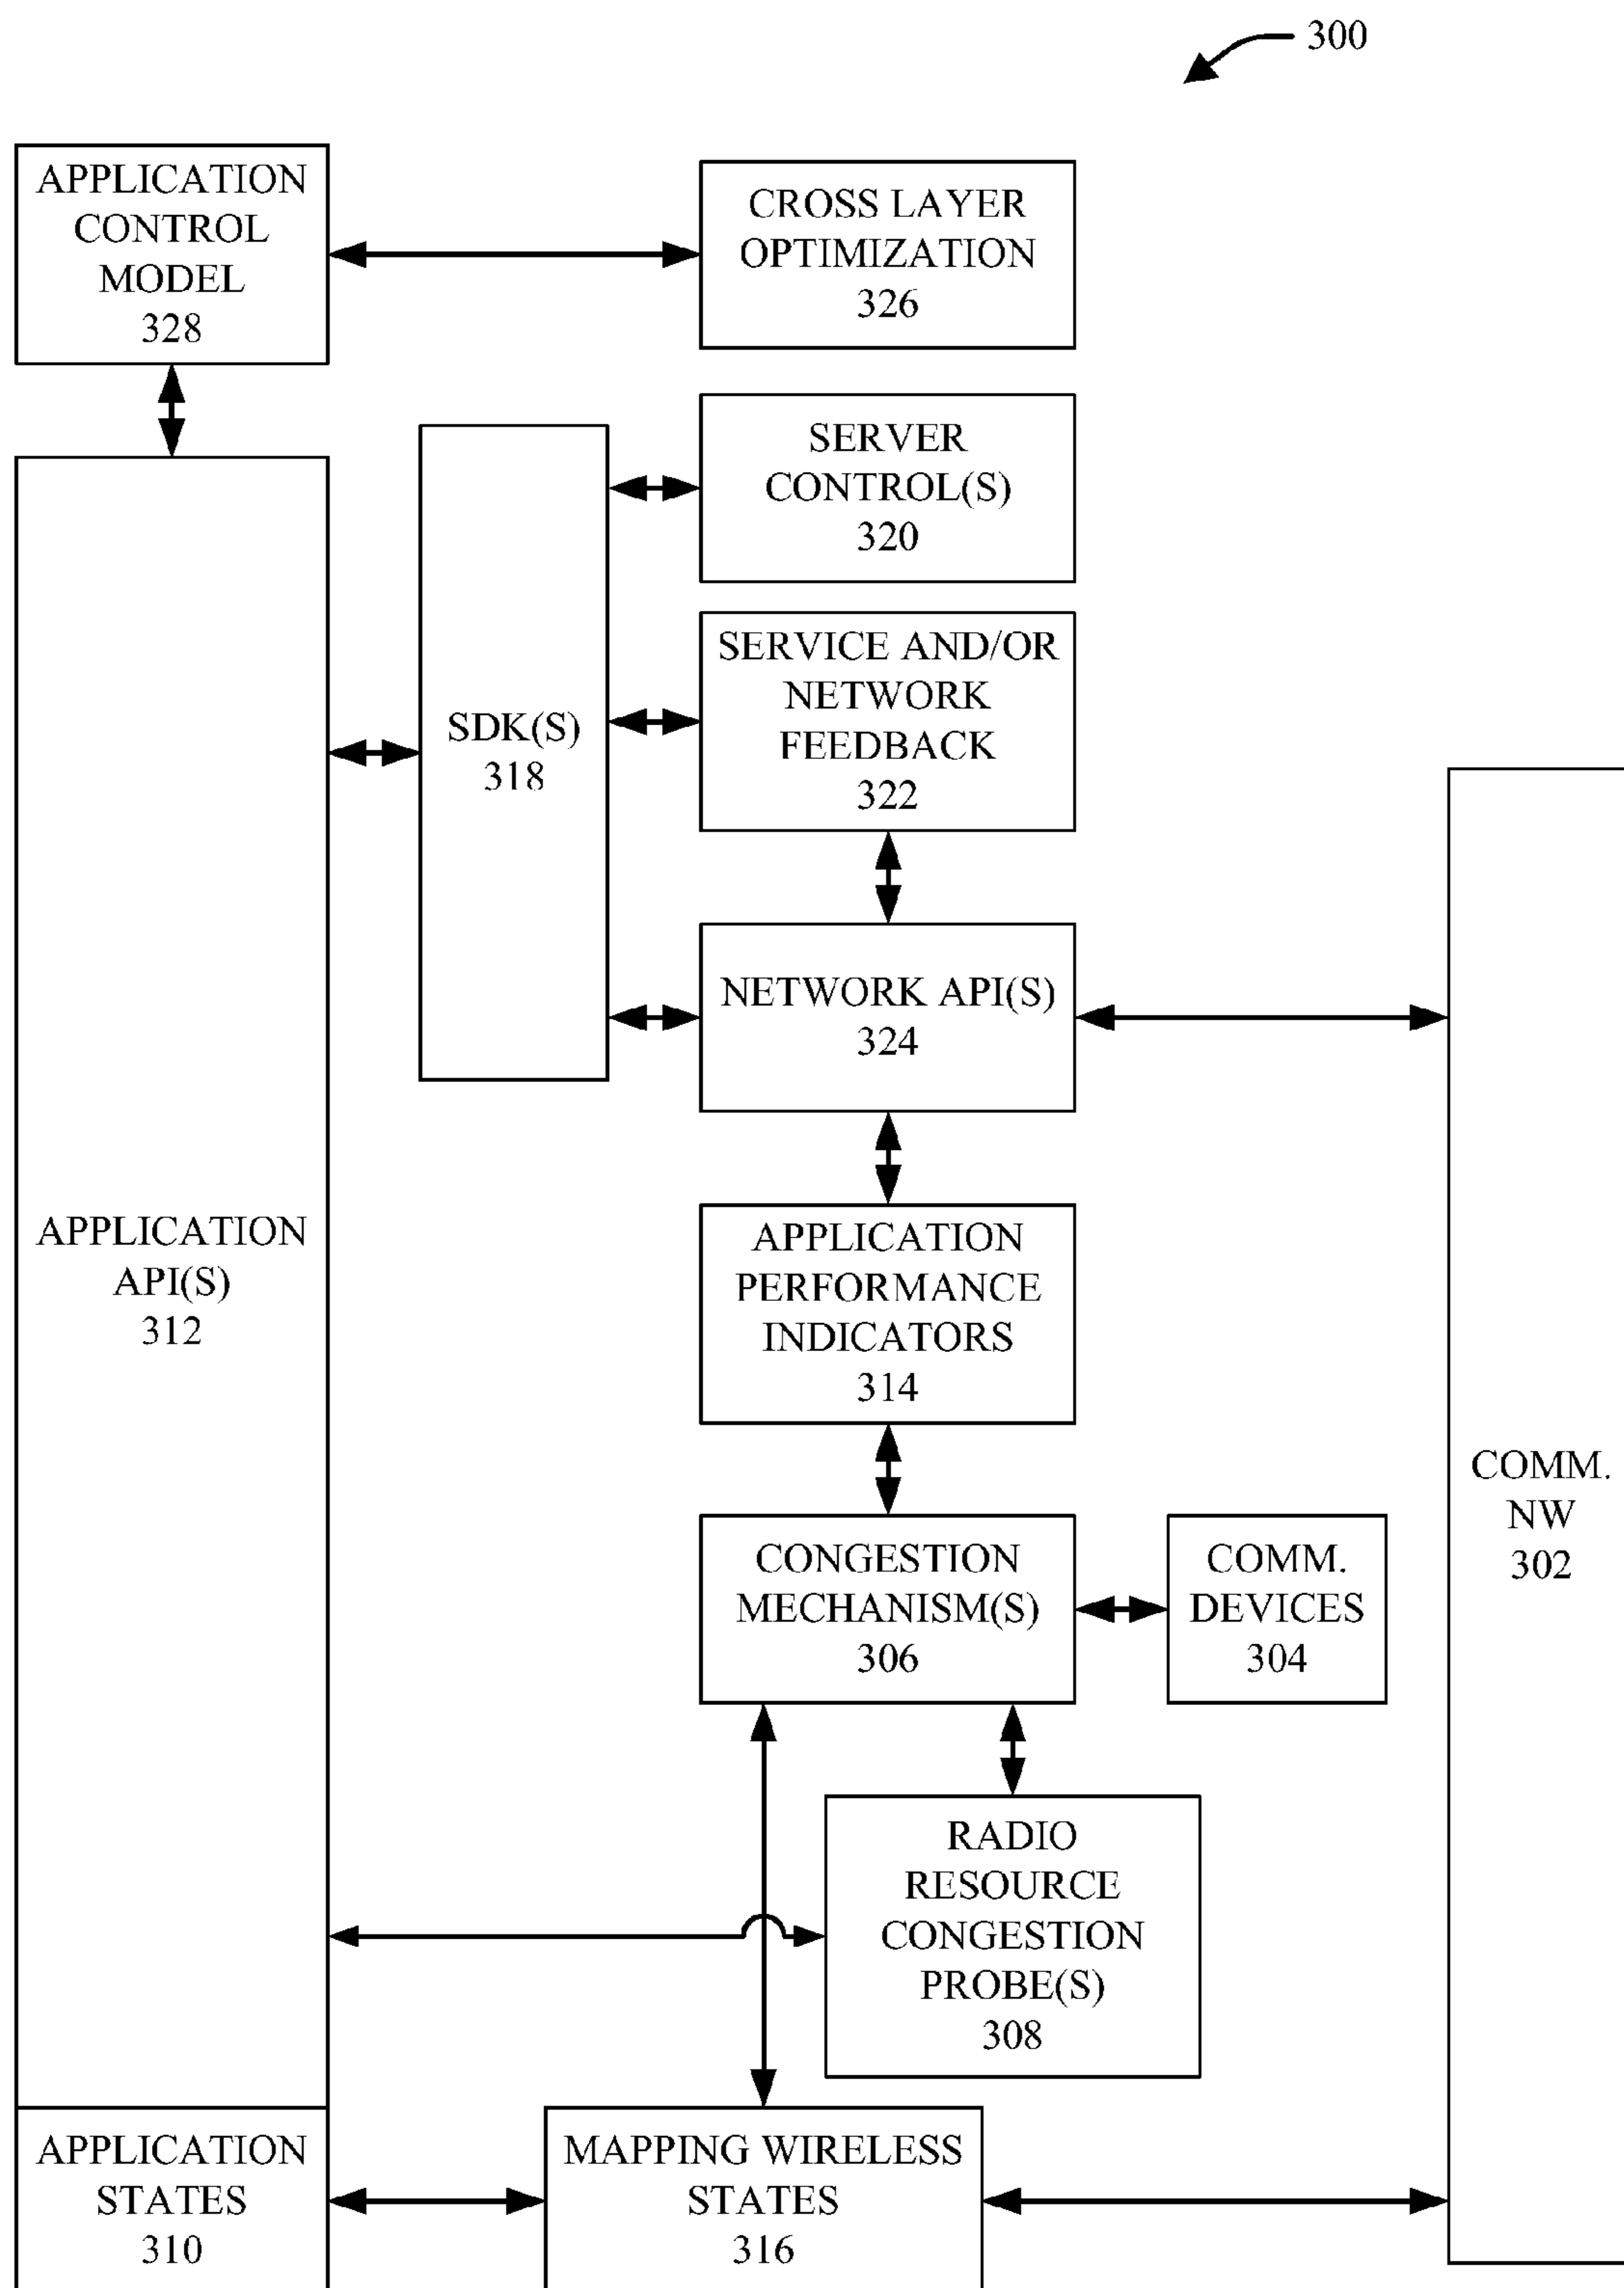 300
APPLICATION
CONTROL
MODEL
328
CROSS LAYER
OPTIMIZATION
326
SERVER
CONTROL(S)
320
SERVICE AND/OR
NETWORK
FEEDBACK
322
SDK(S)
318
NETWORK API(S)
324
APPLICATION
API(S)
312
APPLICATION
PERFORMANCE
INDICATORS
314
COMM.
NW
302
CONGESTION
MECHANISM(S)
306
COMM.
DEVICES
304
RADIO
RESOURCE
CONGESTION
PROBE(S)
308
APPLICATION
STATES
310
MAPPING WIRELESS
STATES
316